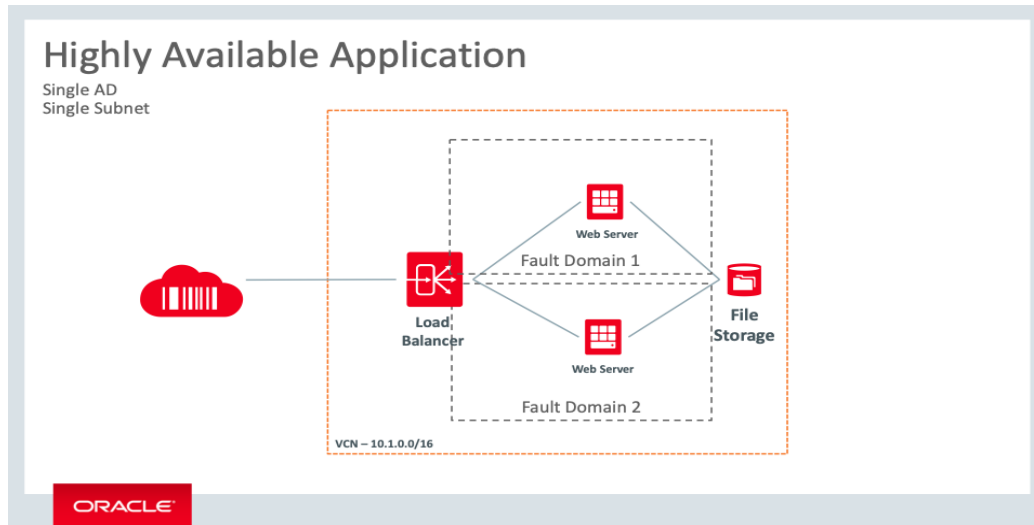 Highly Available Application
Single AD
Single Subnet
Web Server
Fault Domain 1
Load
Balancer
File
Storage
Web Server
Fault Domain 2
VCN – 10.1.0.0/16
ORACLE